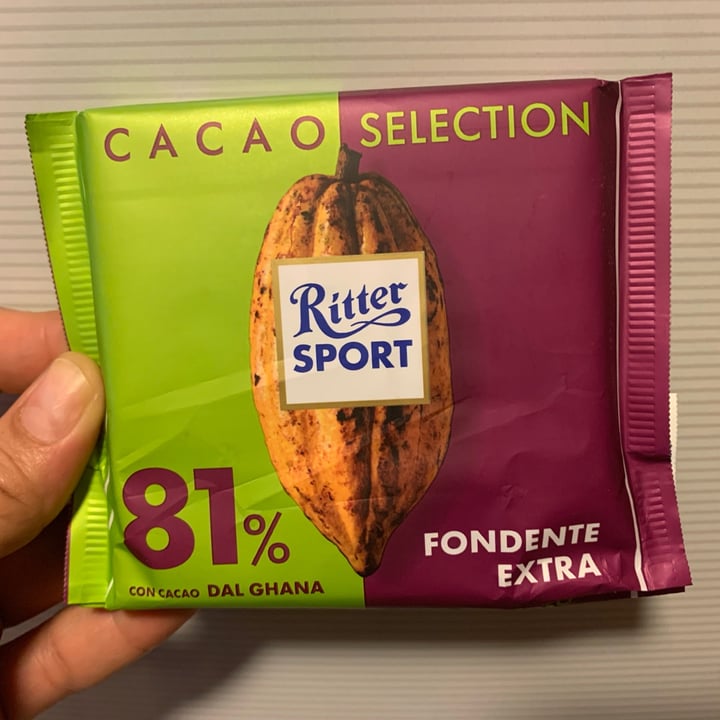 CACAO SELECTION
Ritter
SPORT
81%
CON CACAO DAL GHANA
FONDENTE
EXTRA